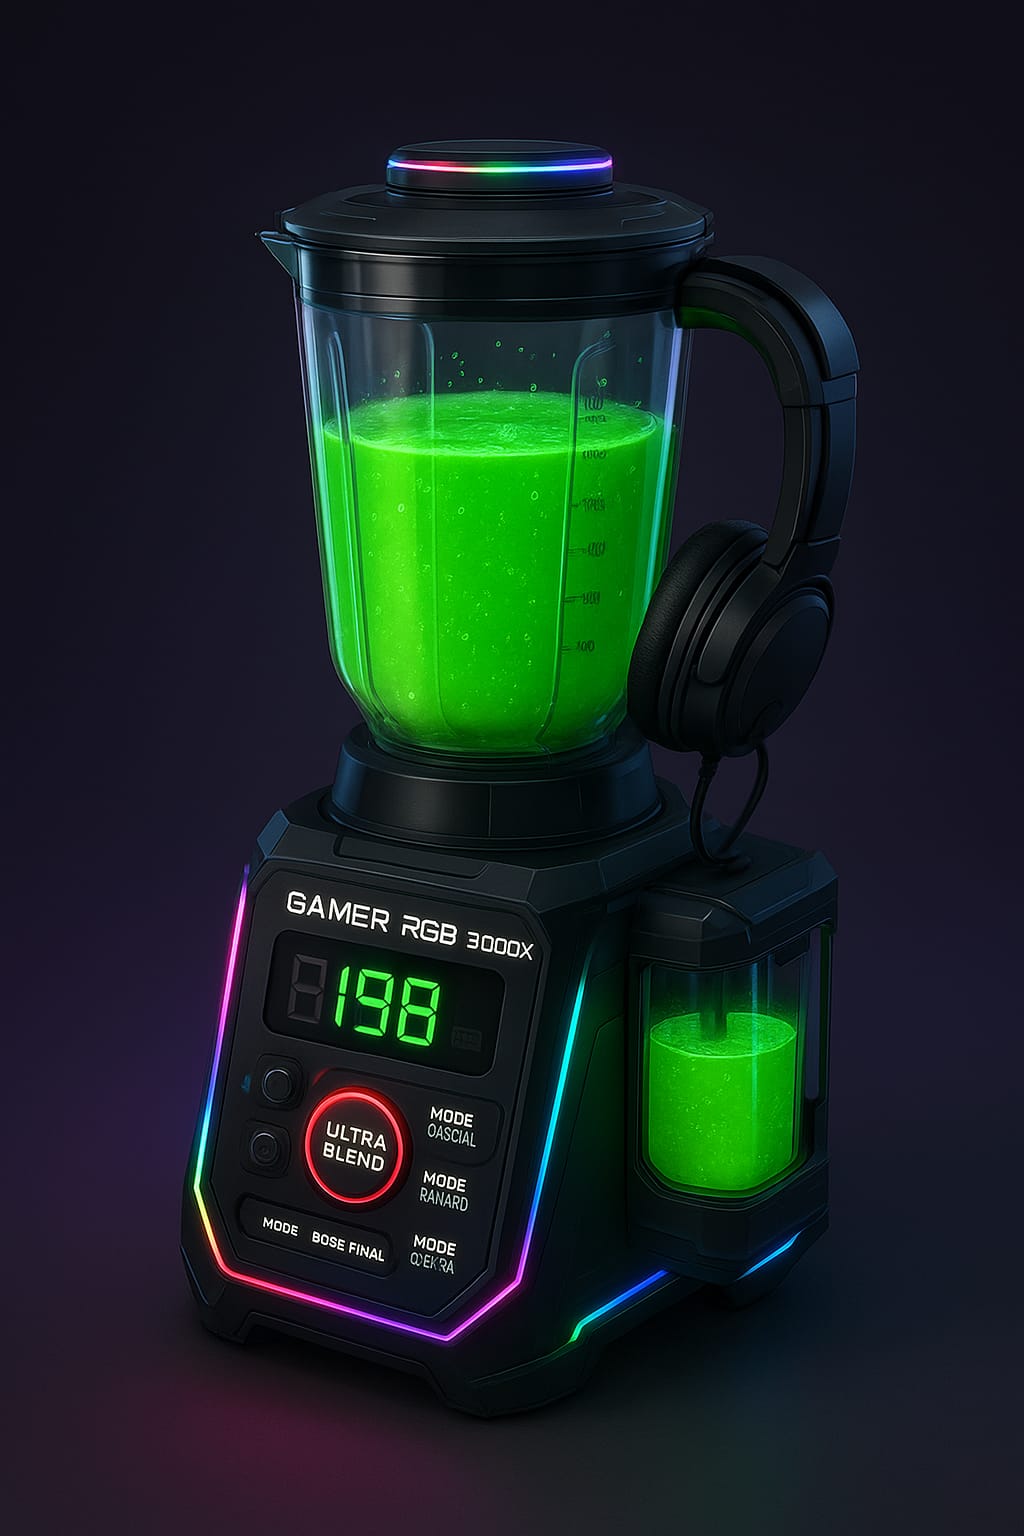 GAMER RGB 3000X
198
ULTRA
BLEND
MODE
OASCIAL
MODE
RANARD
MODE
MODE BOSE FINAL